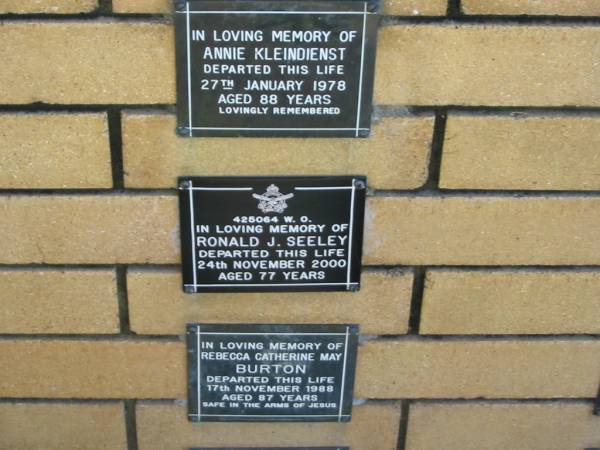 IN LOVING MEMORY OF
ANNIE KLEINDIENST
DEPARTED THIS LIFE
27TH JANUARY 1978
AGED 88 YEARS
LOVINGLY REMEMBERED
425064 W. O.
IN LOVING MEMORY OF
RONALD J. SEELEY
DEPARTED THIS LIFE
24th NOVEMBER 2000
AGED 77 YEARS
IN LOVING MEMORY OF
REBECCA CATHERINE MAY
BURTON
DEPARTED THIS LIFE
17th NOVEMBER 1988
AGED 87 YEARS
SAFE IN THE ARMS OF JESUS.